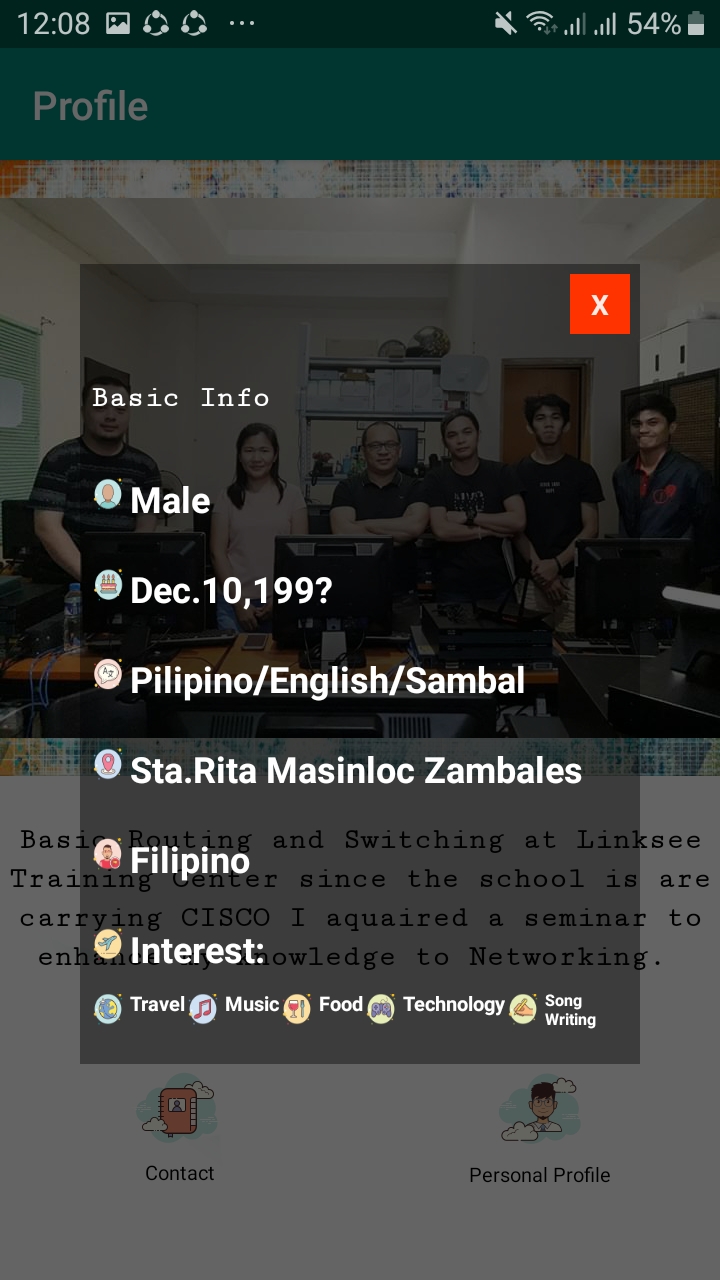 12:08 54%
Profile
X
Basic Info
Male
Dec.10,199?
Pilipino/English/Sambal
Sta.Rita Masinloc Zambales
Basic Routing and Switching at Linksee
Filipino
Training Center since the school is are
carrying CISCO I aquaired a seminar to
Interest:
enhance my knowledge to Networking.
Travel Music Food Technology Song Writing
Contact Personal Profile